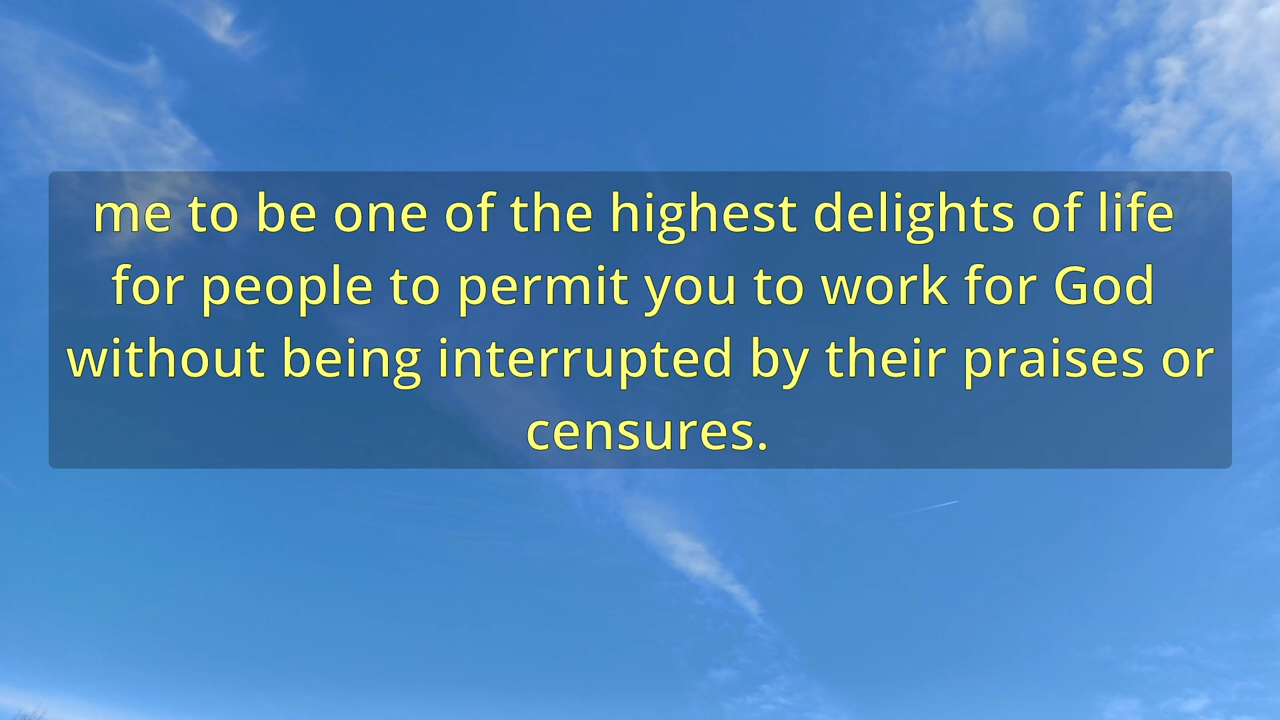 me to be one of the highest delights of life
for people to permit you to work for God
without being interrupted by their praises or
censures.